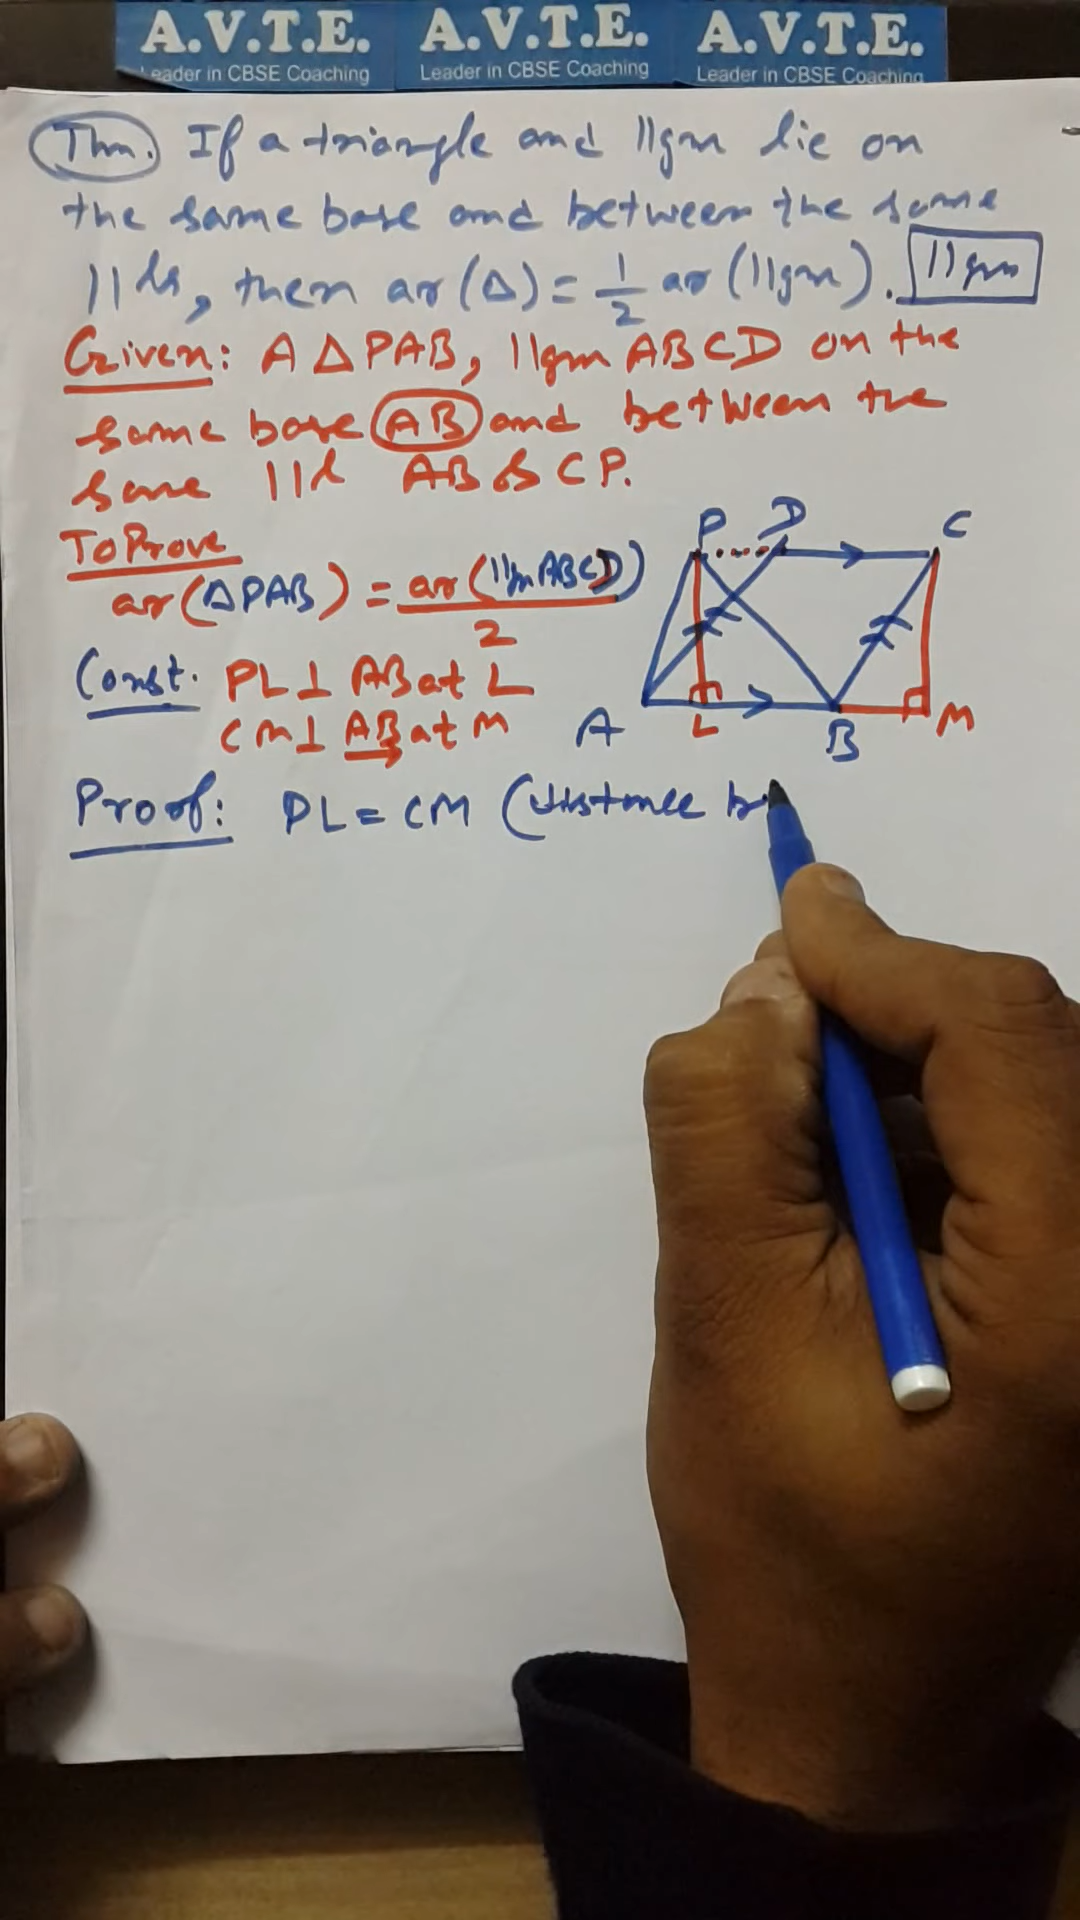 A.V.T.E. A.V.T.E. A.V.T.E.
eader in CBSE Coaching Leader in CBSE Coaching Leader in CBSE Coaching
Thm. If a triangle and ||gm lie on
the same base and between the same
||ls, then ar(Δ) = 1/2 ar(||gm). ||gm
Given: A Δ PAB, ||gm ABCD on the
same base AB and between the
same ||l AB & CP.
To Prove
ar(ΔPAB) = ar(||gm ABCD)/2
P D C
Const. PL⊥ AB at L
CM⊥ AB at M
A L B M
Proof: PL = CM (distance b